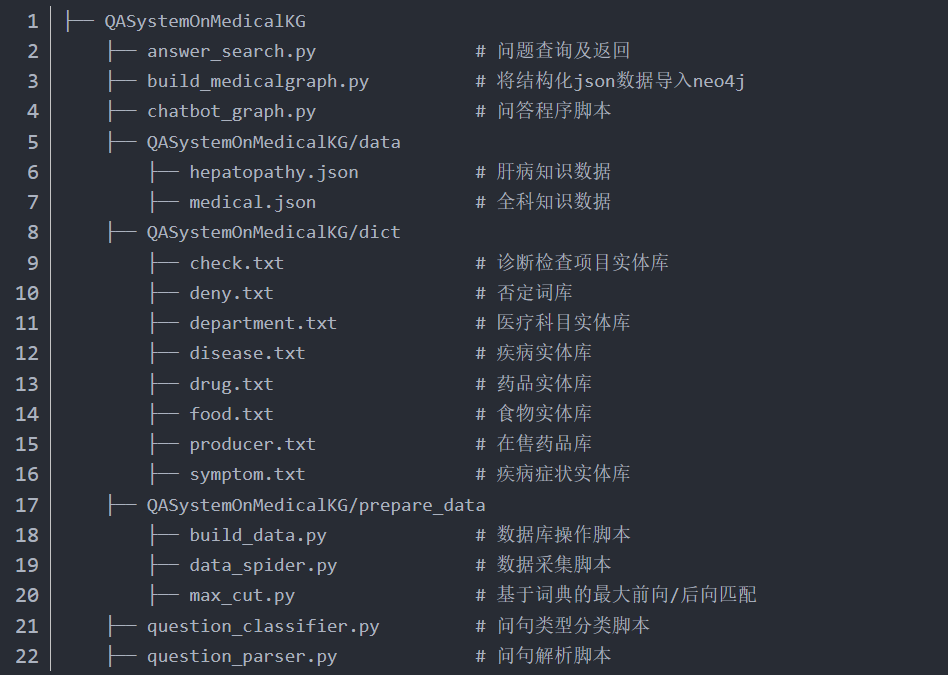 1 ├── QASystemOnMedicalKG
2     ├── answer_search.py                # 问题查询及返回
3     ├── build_medicalgraph.py           # 将结构化json数据导入neo4j
4     ├── chatbot_graph.py                # 问答程序脚本
5     ├── QASystemOnMedicalKG/data
6         ├── hepatopathy.json            # 肝病知识数据
7         ├── medical.json                # 全科知识数据
8     ├── QASystemOnMedicalKG/dict
9         ├── check.txt                   # 诊断检查项目实体库
10         ├── deny.txt                    # 否定词库
11         ├── department.txt              # 医疗科目实体库
12         ├── disease.txt                 # 疾病实体库
13         ├── drug.txt                    # 药品实体库
14         ├── food.txt                    # 食物实体库
15         ├── producer.txt                # 在售药品库
16         ├── symptom.txt                 # 疾病症状实体库
17     ├── QASystemOnMedicalKG/prepare_data
18         ├── build_data.py               # 数据库操作脚本
19         ├── data_spider.py              # 数据采集脚本
20         ├── max_cut.py                  # 基于词典的最大前向/后向匹配
21     ├── question_classifier.py          # 问句类型分类脚本
22     ├── question_parser.py              # 问句解析脚本